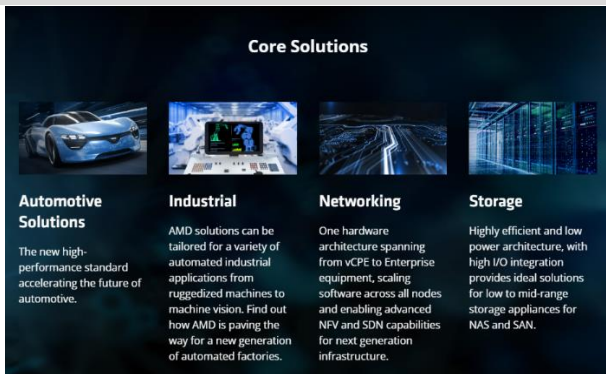 Core Solutions
Automotive
Solutions
The new high-
performance standard
accelerating the future of
automotive.
Industrial
AMD solutions can be
tailored for a variety of
automated industrial
applications from
ruggedized machines to
machine vision. Find out
how AMD is paving the
way for a new generation
of automated factories.
Networking
One hardware
architecture spanning
from vCPE to Enterprise
equipment, scaling
software across all nodes
and enabling advanced
NFV and SDN capabilities
for next generation
infrastructure.
Storage
Highly efficient and low
power architecture, with
high I/O integration
provides ideal solutions
for low to mid-range
storage appliances for
NAS and SAN.